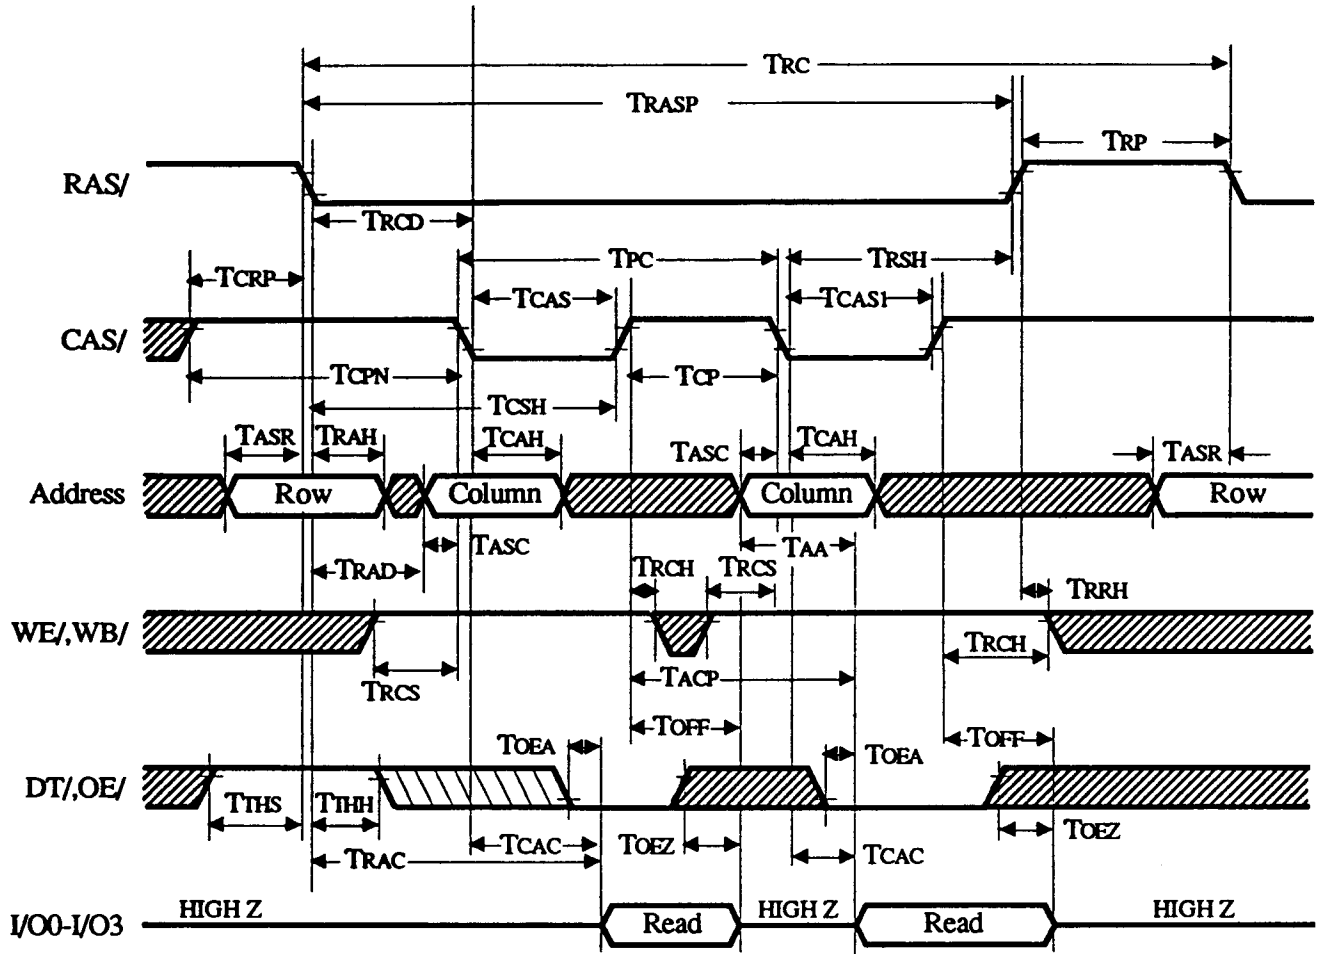 TRC
TRASP
TRP
RAS/
TRCD
TPC
TRSH
TCRP
TCAS
TCAS1
CAS/
TCPN
TCP
TCSH
TASR
TRAH
TCAH
TASC
TCAH
TASR
Address
Row
Column
Column
Row
TASC
TAA
TRAD
TRCH
TRCS
TRRH
WE/,WB/
TRCH
TRCS
TACP
TOFF
TOFF
TOEA
TOEA
DT/,OE/
TTHS
TTHH
TOEZ
TCAC
TOEZ
TCAC
TRAC
HIGH Z
I/O0-I/O3
Read
HIGH Z
Read
HIGH Z